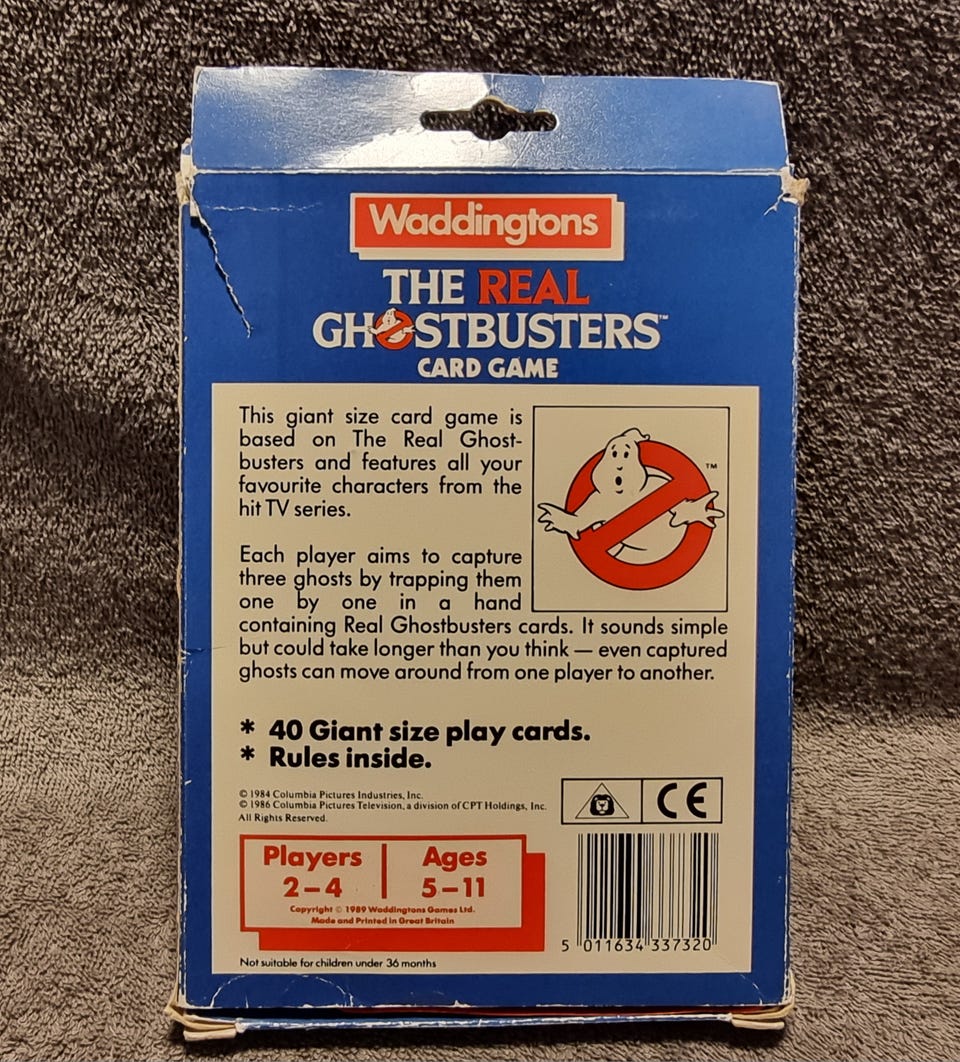 Waddingtons
THE REAL
GHOSTBUSTERS™
CARD GAME
This giant size card game is
based on The Real Ghost-
busters and features all your
favourite characters from the
hit TV series.
™
Each player aims to capture
three ghosts by trapping them
one by one in a hand
containing Real Ghostbusters cards. It sounds simple
but could take longer than you think — even captured
ghosts can move around from one player to another.
* 40 Giant size play cards.
* Rules inside.
© 1984 Columbia Pictures Industries, Inc.
© 1986 Columbia Pictures Television, a division of CPT Holdings, Inc.
All Rights Reserved.
CE
Players
2–4
Ages
5–11
Copyright © 1989 Waddingtons Games Ltd.
Made and Printed in Great Britain
5 011634 337320
Not suitable for children under 36 months